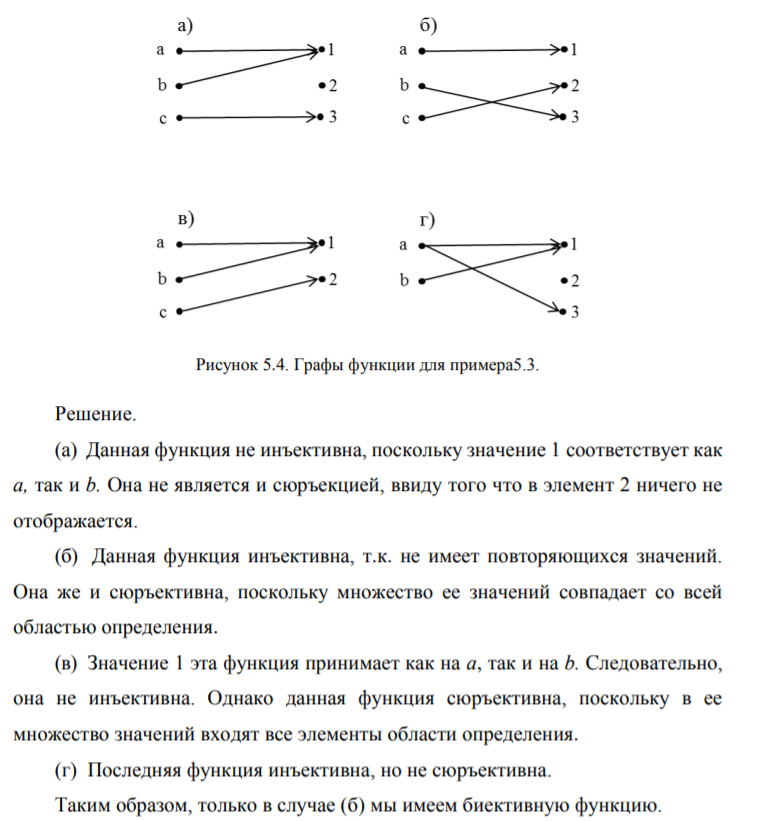 а) б)
a 1 a 1
b 2 b 2
c 3 c 3
в) г)
a 1 a 1
b 2 b 2
c 3
Рисунок 5.4. Графы функции для примера5.3.
Решение.
(а) Данная функция не инъективна, поскольку значение 1 соответствует как
a, так и b. Она не является и сюръекцией, ввиду того что в элемент 2 ничего не
отображается.
(б) Данная функция инъективна, т.к. не имеет повторяющихся значений.
Она же и сюръективна, поскольку множество ее значений совпадает со всей
областью определения.
(в) Значение 1 эта функция принимает как на a, так и на b. Следовательно,
она не инъективна. Однако данная функция сюръективна, поскольку в ее
множество значений входят все элементы области определения.
(г) Последняя функция инъективна, но не сюръективна.
Таким образом, только в случае (б) мы имеем биективную функцию.